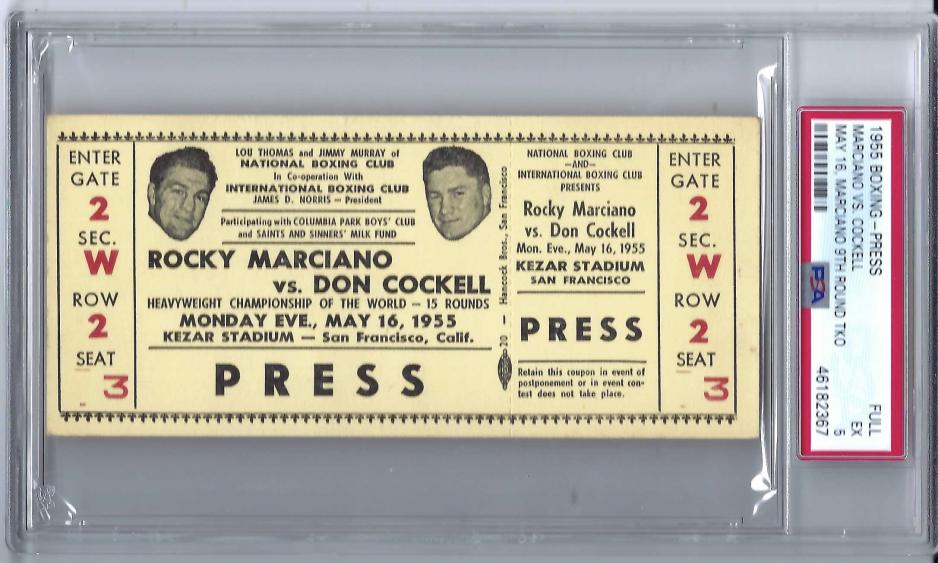 ENTER
GATE
2
SEC.
W
ROW
2
SEAT
3
LOU THOMAS and JIMMY MURRAY of
NATIONAL BOXING CLUB
In Co-operation With
INTERNATIONAL BOXING CLUB
JAMES D. NORRIS — President
Participating with COLUMBIA PARK BOYS' CLUB
and SAINTS AND SINNERS' MILK FUND
ROCKY MARCIANO
vs. DON COCKELL
HEAVYWEIGHT CHAMPIONSHIP OF THE WORLD — 15 ROUNDS
MONDAY EVE., MAY 16, 1955
KEZAR STADIUM — San Francisco, Calif.
PRESS
20 — Hancock Bros., San Francisco
NATIONAL BOXING CLUB
—AND—
INTERNATIONAL BOXING CLUB
PRESENTS
Rocky Marciano
vs. Don Cockell
Mon. Eve., May 16, 1955
KEZAR STADIUM
SAN FRANCISCO
PRESS
Retain this coupon in event of
postponement or in event con-
test does not take place.
ENTER
GATE
2
SEC.
W
ROW
2
SEAT
3
1955 BOXING - PRESS FULL
MARCIANO VS. COCKELL EX
MAY 16, MARCIANO 9TH ROUND TKO 5
PSA
46182367